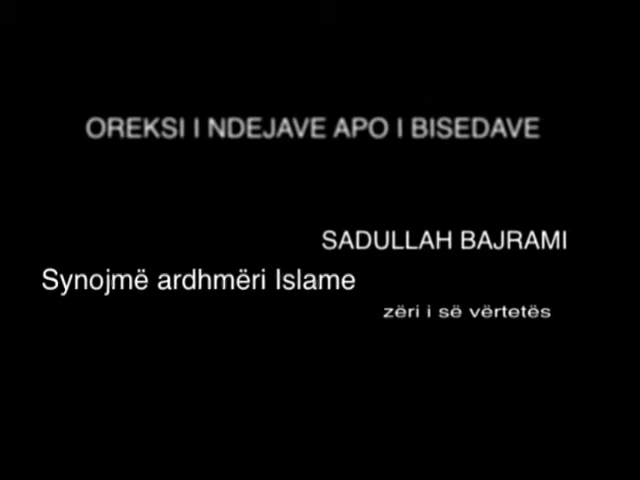 OREKSI I NDEJAVE APO I BISEDAVE
SADULLAH BAJRAMI
Synojmë ardhmëri Islame
zëri i së vërtetës